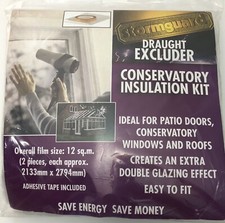 Stormguard
DRAUGHT
EXCLUDER
CONSERVATORY
INSULATION KIT
IDEAL FOR PATIO DOORS,
CONSERVATORY
WINDOWS AND ROOFS
CREATES AN EXTRA
DOUBLE GLAZING EFFECT
EASY TO FIT
Overall film size: 12 sq.m.
(2 pieces, each approx.
2133mm x 2794mm)
ADHESIVE TAPE INCLUDED
SAVE ENERGY SAVE MONEY